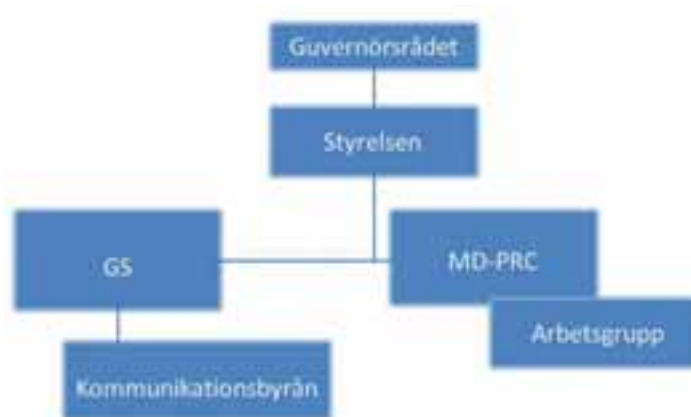 Guvernörsrådet
Styrelsen
GS
MD-PRC
Arbetsgrupp
Kommunikationsbyrån